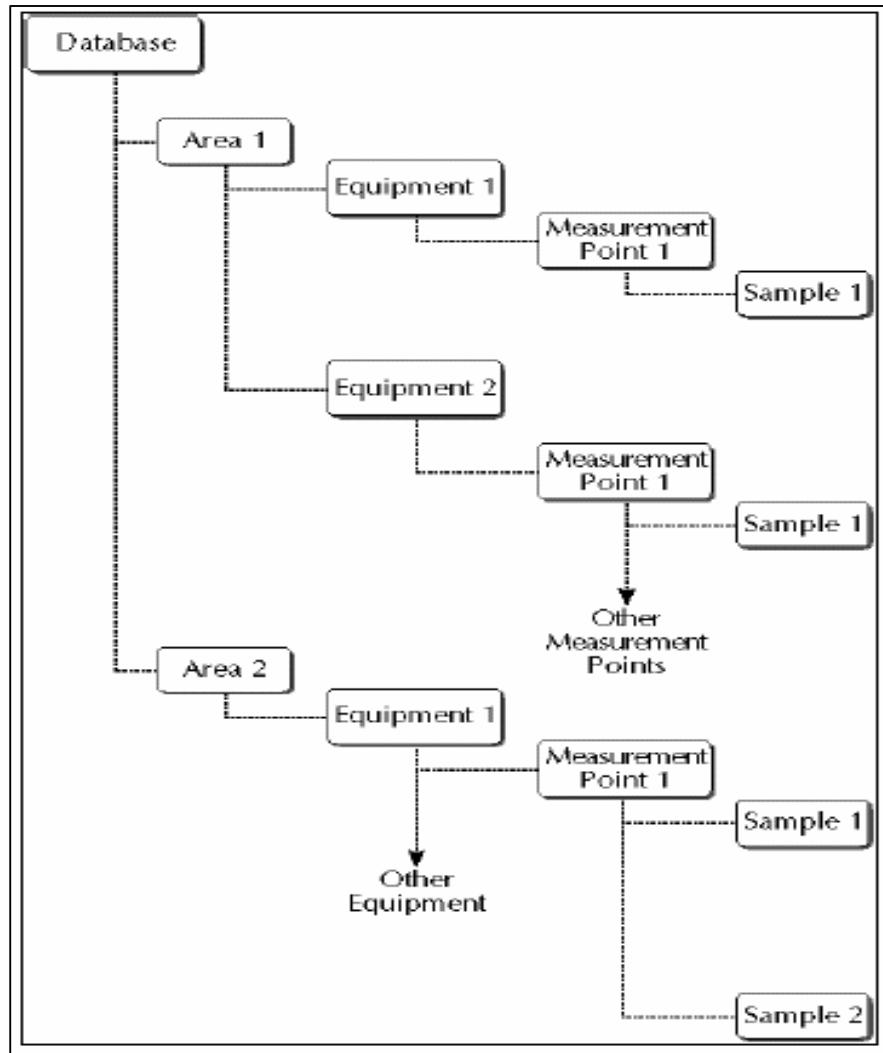 Database
Area 1
Equipment 1
Measurement
Point 1
Sample 1
Equipment 2
Measurement
Point 1
Sample 1
Other
Measurement
Points
Area 2
Equipment 1
Measurement
Point 1
Sample 1
Other
Equipment
Sample 2